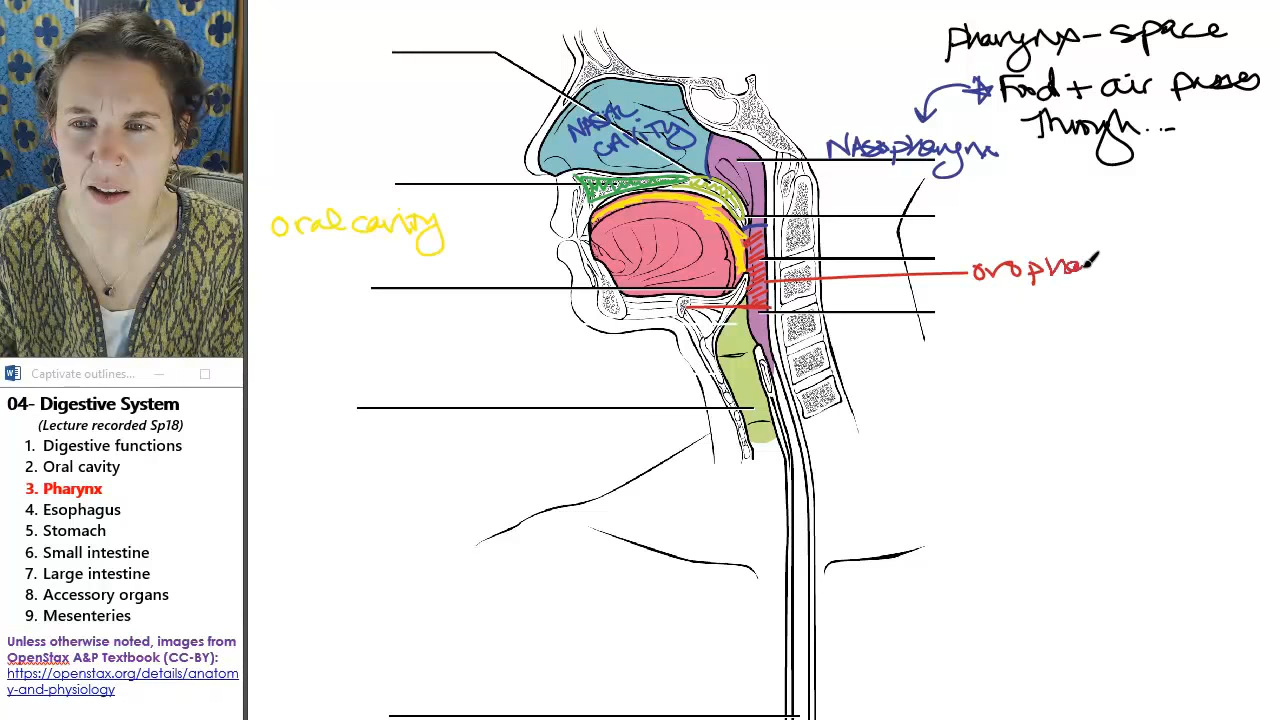 pharynx - space
Food + air passes
through...
NASAL
CAVITY
Nasopharynx
oral cavity
oropha
Captivate outlines...
04- Digestive System
(Lecture recorded Sp18)
1. Digestive functions
2. Oral cavity
3. Pharynx
4. Esophagus
5. Stomach
6. Small intestine
7. Large intestine
8. Accessory organs
9. Mesenteries
Unless otherwise noted, images from
OpenStax A&P Textbook (CC-BY):
https://openstax.org/details/anatom
y-and-physiology